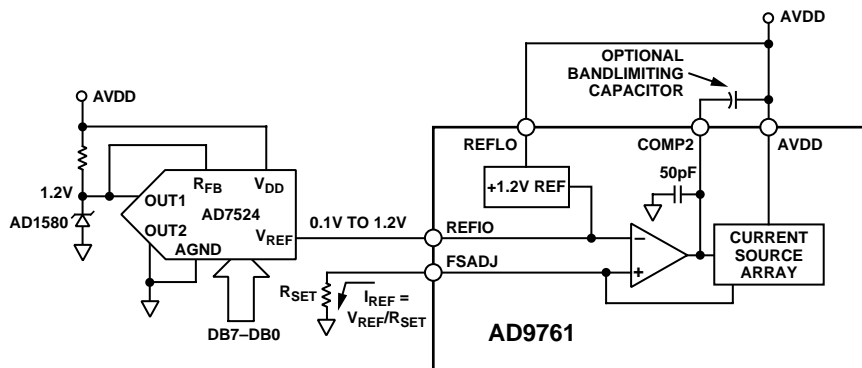 AVDD
OPTIONAL
BANDLIMITING
CAPACITOR
AVDD
REFLO
COMP2
AVDD
1.2V
RFB
VDD
OUT1
AD7524
AD1580
OUT2
AGND
VREF
0.1V TO 1.2V
REFIO
+1.2V REF
50pF
–
+
FSADJ
CURRENT
SOURCE
ARRAY
RSET
IREF =
VREF/RSET
DB7–DB0
AD9761